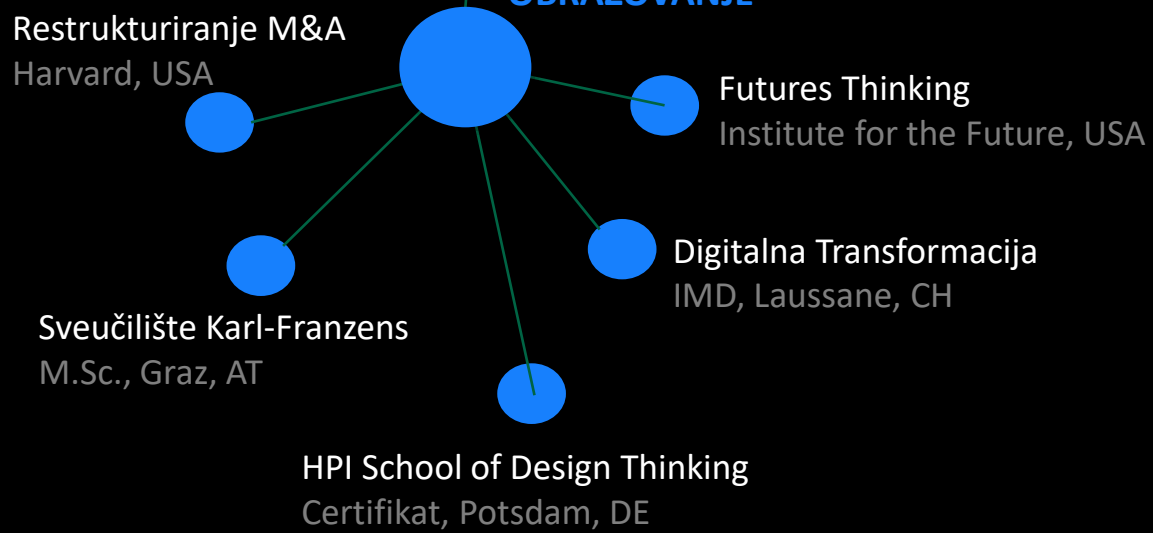 OBRAZOVANJE
Restrukturiranje M&A
Harvard, USA
Futures Thinking
Institute for the Future, USA
Digitalna Transformacija
IMD, Laussane, CH
Sveučilište Karl-Franzens
M.Sc., Graz, AT
HPI School of Design Thinking
Certifikat, Potsdam, DE